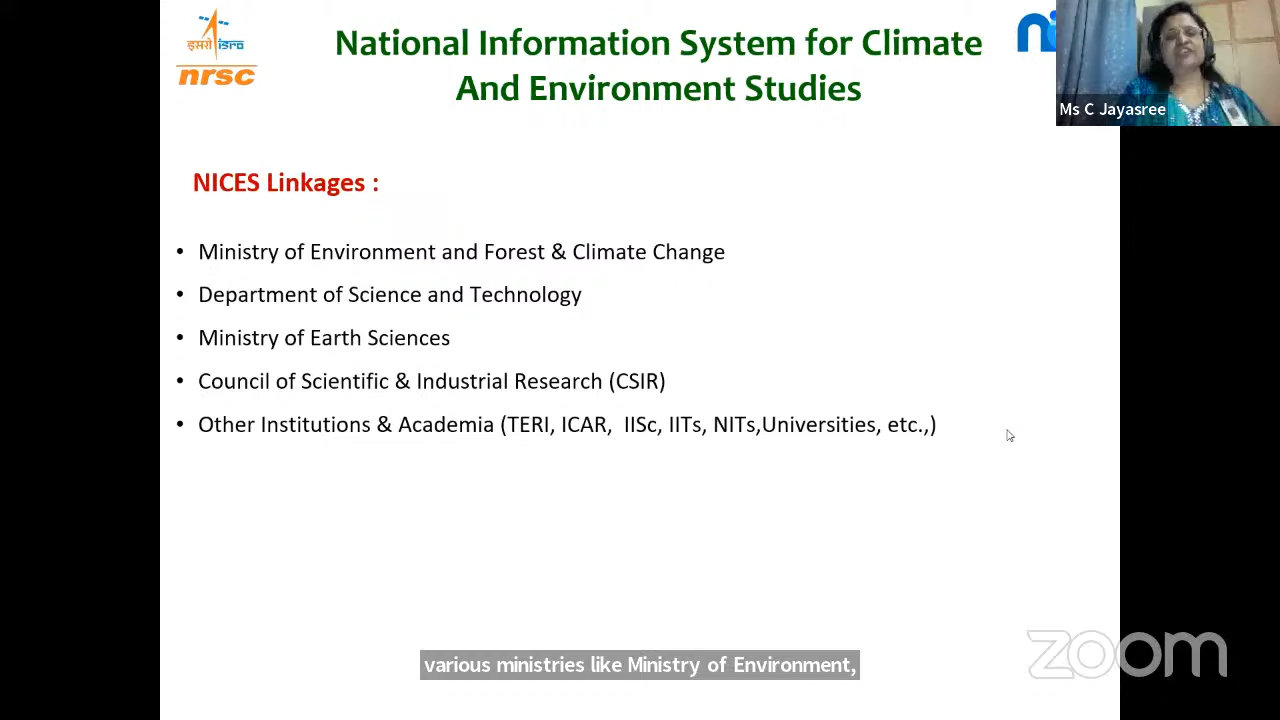 इसरो isro
nrsc
National Information System for Climate
And Environment Studies
Ms C Jayasree
NICES Linkages :
• Ministry of Environment and Forest & Climate Change
• Department of Science and Technology
• Ministry of Earth Sciences
• Council of Scientific & Industrial Research (CSIR)
• Other Institutions & Academia (TERI, ICAR, IISc, IITs, NITs,Universities, etc.,)
zoom
various ministries like Ministry of Environment,